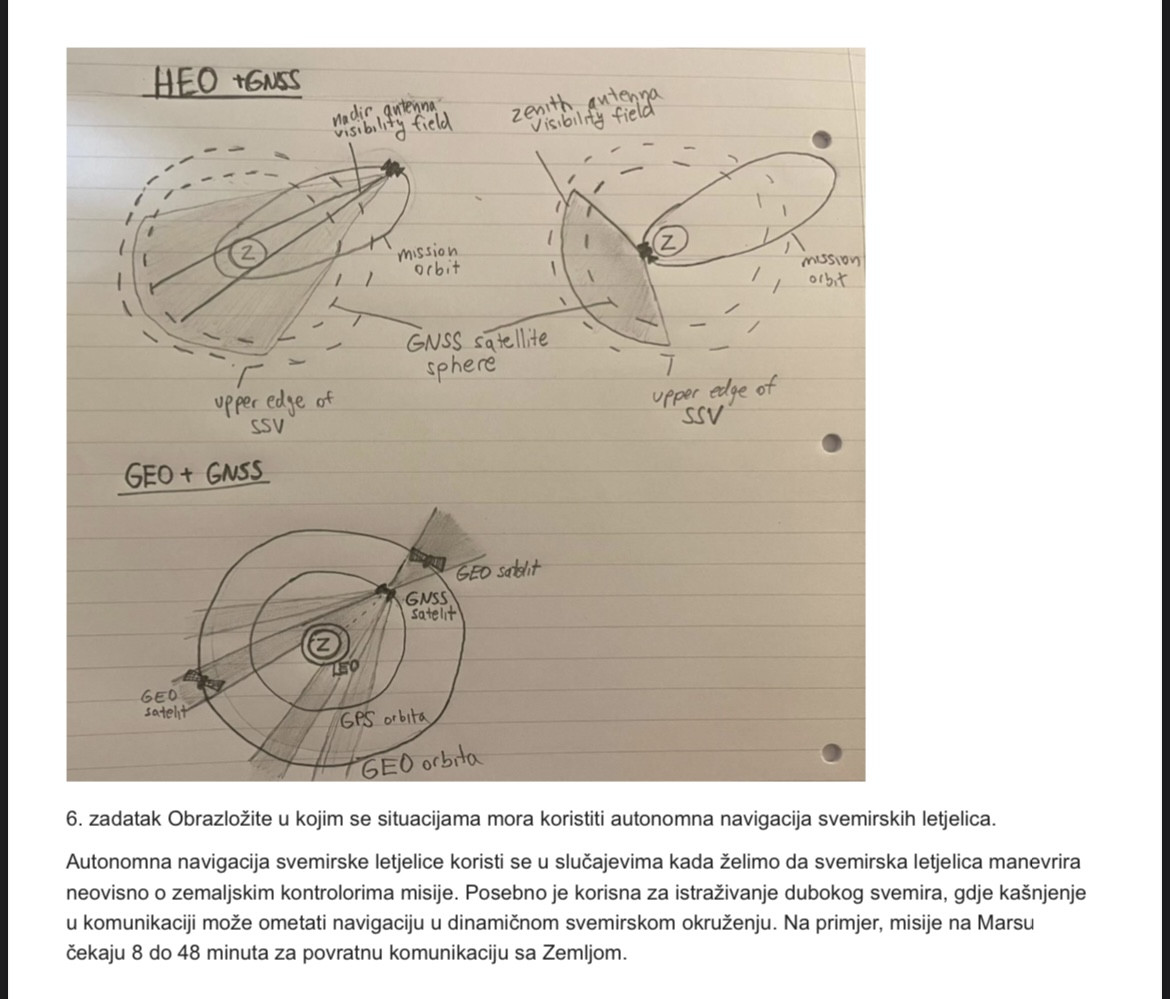 HEO +GNSS
nadir antenna
visibility field
zenith antenna
visibility field
Z
mission
orbit
Z
mission
orbit
GNSS satellite
sphere
upper edge of
SSV
upper edge of
SSV
GEO + GNSS
GEO satelit
GNSS
satelit
Z
LEO
GEO
satelit
GPS orbita
GEO orbita
6. zadatak Obrazložite u kojim se situacijama mora koristiti autonomna navigacija svemirskih letjelica.
Autonomna navigacija svemirske letjelice koristi se u slučajevima kada želimo da svemirska letjelica manevrira
neovisno o zemaljskim kontrolorima misije. Posebno je korisna za istraživanje dubokog svemira, gdje kašnjenje
u komunikaciji može ometati navigaciju u dinamičnom svemirskom okruženju. Na primjer, misije na Marsu
čekaju 8 do 48 minuta za povratnu komunikaciju sa Zemljom.